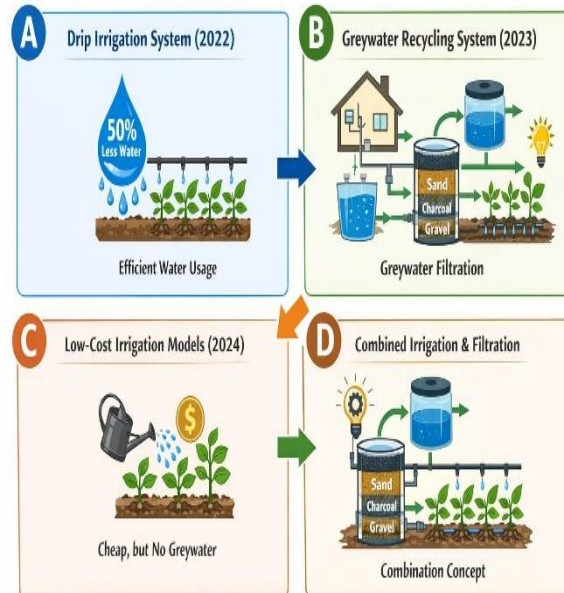 A
Drip Irrigation System (2022)
50%
Less Water
Efficient Water Usage
B
Greywater Recycling System (2023)
Sand
Charcoal
Gravel
Greywater Filtration
C
Low-Cost Irrigation Models (2024)
$
Cheap, but No Greywater
D
Combined Irrigation & Filtration
Sand
Charcoal
Gravel
Combination Concept